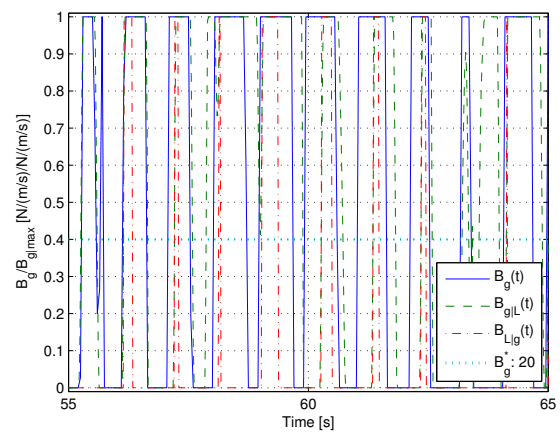 B_g/B_g|max [N/(m/s)/N/(m/s)]
1
0.9
0.8
0.7
0.6
0.5
0.4
0.3
0.2
0.1
0
55
60
65
Time [s]
B_g(t)
B_g|L(t)
B_L|g(t)
B_g^*: 20